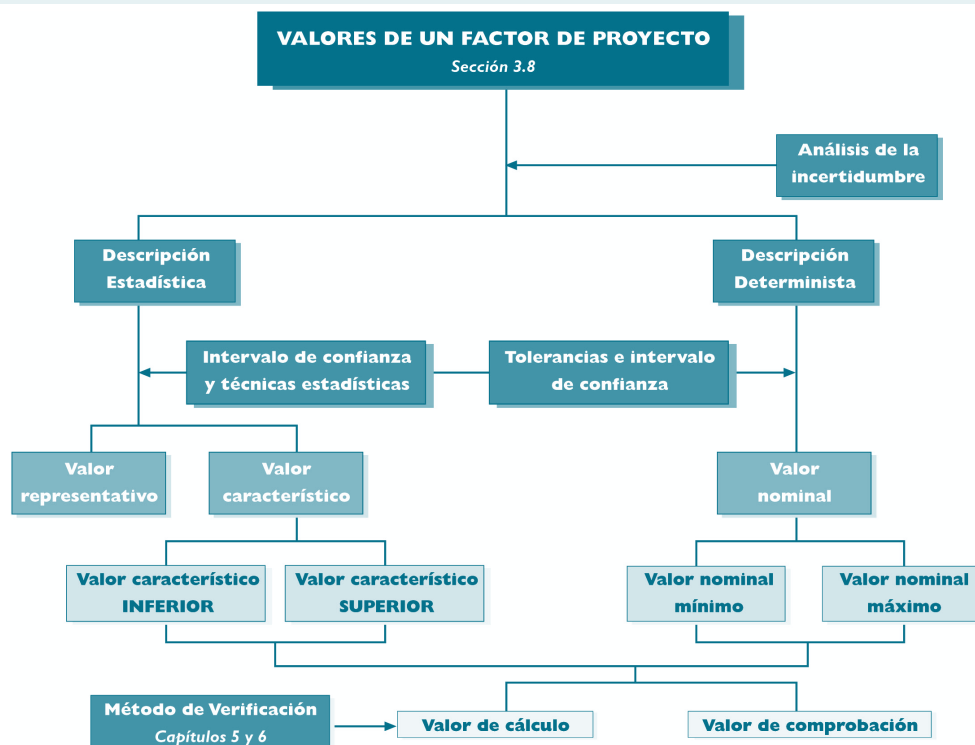 VALORES DE UN FACTOR DE PROYECTO
Sección 3.8
Análisis de la
incertidumbre
Descripción
Estadística
Descripción
Determinista
Intervalo de confianza
y técnicas estadísticas
Tolerancias e intervalo
de confianza
Valor
representativo
Valor
característico
Valor
nominal
Valor característico
INFERIOR
Valor característico
SUPERIOR
Valor nominal
mínimo
Valor nominal
máximo
Método de Verificación
Capítulos 5 y 6
Valor de cálculo
Valor de comprobación